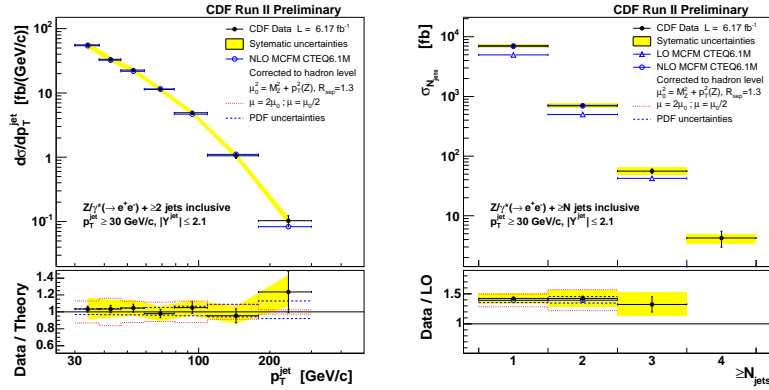 CDF Run II Preliminary
dσ/dp_T^jet [fb/(GeV/c)]
10²
10
1
10⁻¹
CDF Data L = 6.17 fb⁻¹
Sytematic uncertainties
NLO MCFM CTEQ6.1M
Corrected to hadron level
μ₀² = M_Z² + p_T²(Z), R_sep=1.3
μ = 2μ₀ ; μ = μ₀/2
PDF uncertainties
Z/γ*(→ e⁺e⁻) + ≥2 jets inclusive
p_T^jet ≥ 30 GeV/c, |Y^jet| ≤ 2.1
Data / Theory
1.4
1.2
1
0.8
0.6
30
100
200
p_T^jet [GeV/c]
CDF Run II Preliminary
[fb]
σ_Njets
10⁴
10³
10²
10
CDF Data L = 6.17 fb⁻¹
Sytematic uncertainties
LO MCFM CTEQ6.1M
NLO MCFM CTEQ6.1M
Corrected to hadron level
μ₀² = M_Z² + p_T²(Z), R_sep=1.3
μ = 2μ₀ ; μ = μ₀/2
PDF uncertainties
Z/γ*(→ e⁺e⁻) + ≥N jets inclusive
p_T^jet ≥ 30 GeV/c, |Y^jet| ≤ 2.1
Data / LO
1.5
1
1
2
3
4
≥N_jets